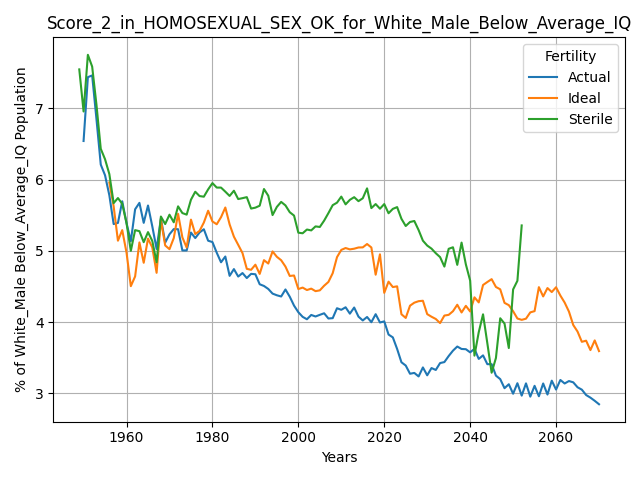 Score_2_in_HOMOSEXUAL_SEX_OK_for_White_Male_Below_Average_IQ
% of White_Male Below_Average_IQ Population
7
6
5
4
3
Fertility
Actual
Ideal
Sterile
1960 1980 2000 2020 2040 2060
Years